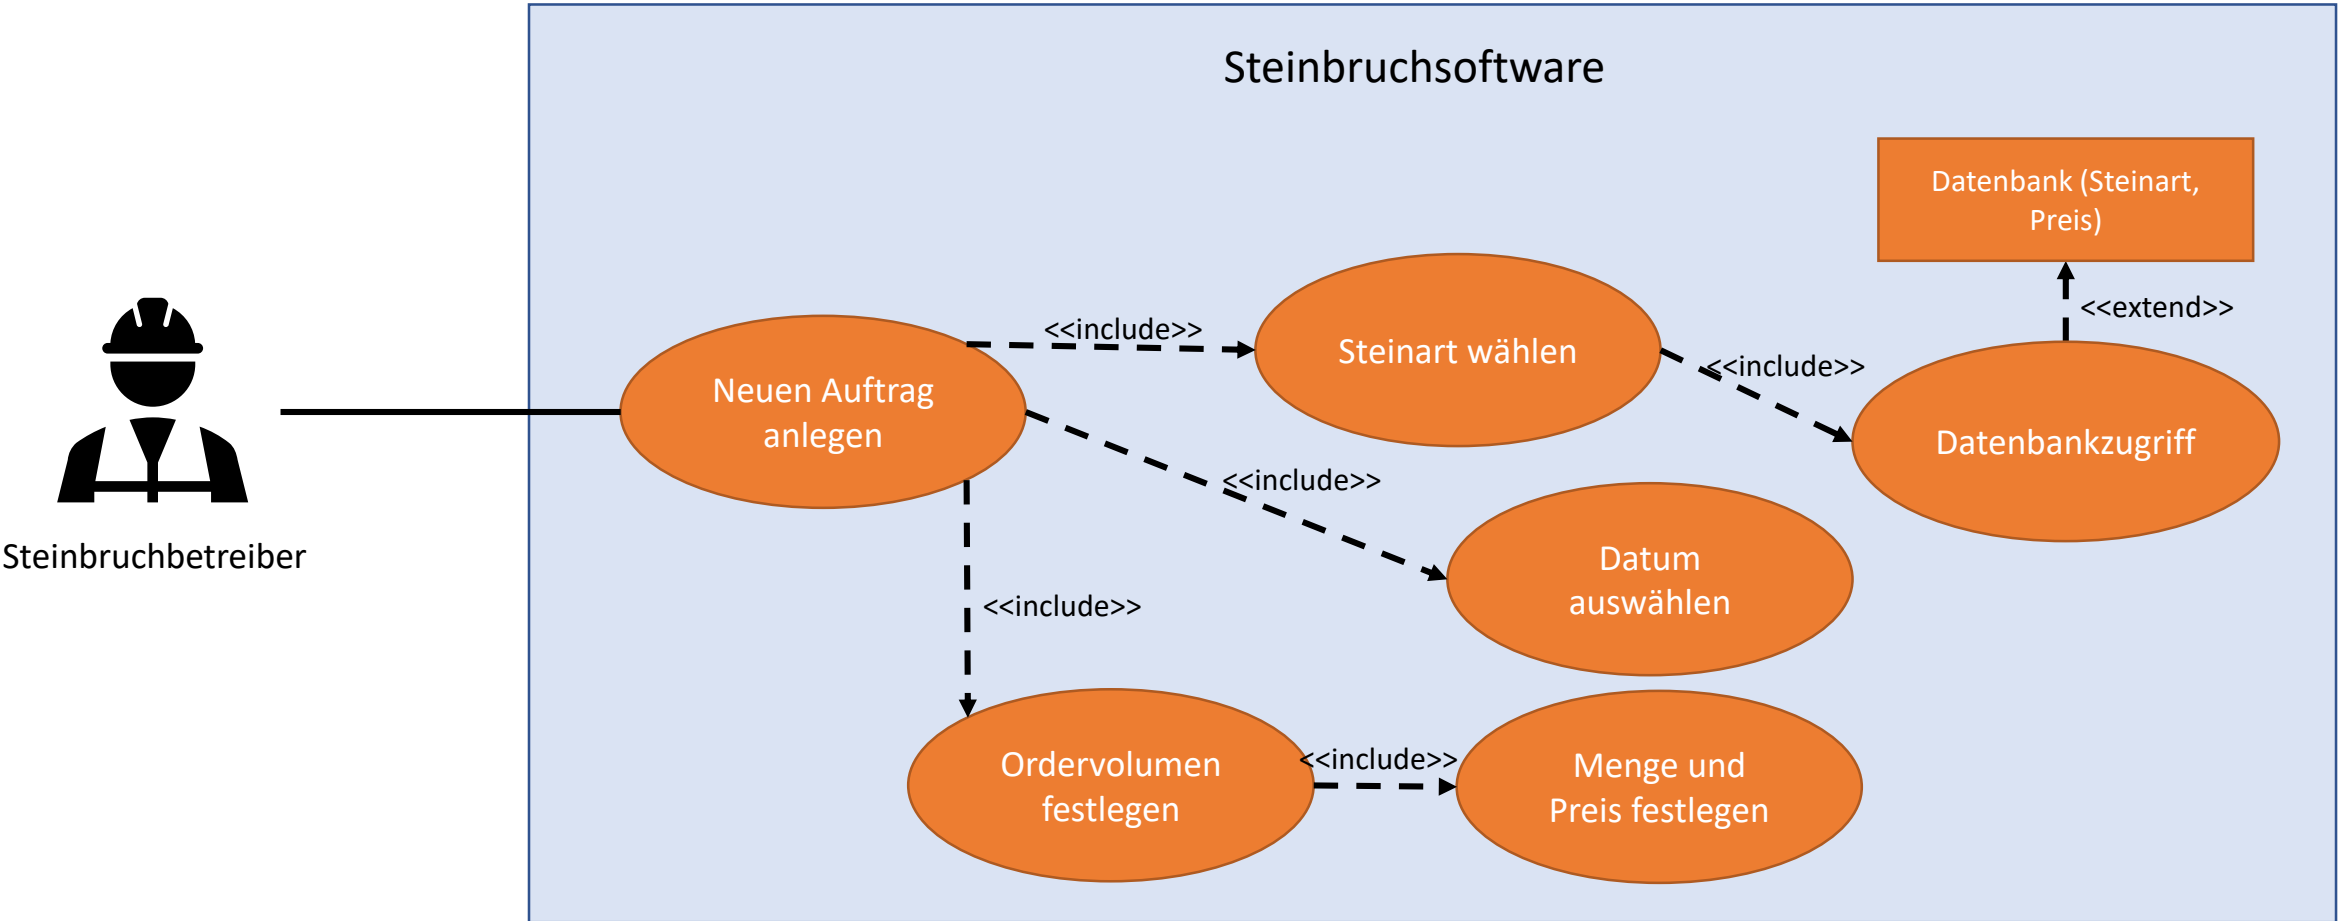 Steinbruchsoftware
Datenbank (Steinart,
Preis)
<<extend>>
<<include>>
Steinart wählen
<<include>>
Neuen Auftrag
anlegen
Datenbankzugriff
<<include>>
Steinbruchbetreiber
Datum
auswählen
<<include>>
Ordervolumen
festlegen
<<include>>
Menge und
Preis festlegen